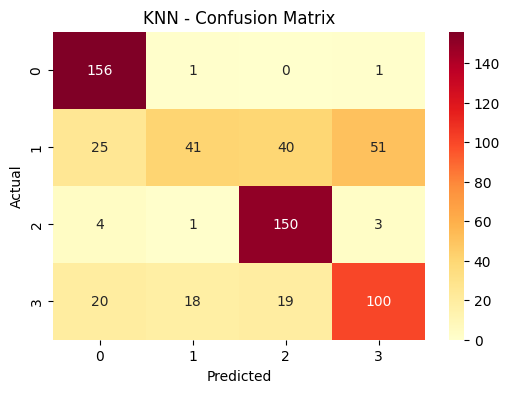 KNN - Confusion Matrix
0 156 1 0 1
1 25 41 40 51
2 4 1 150 3
3 20 18 19 100
0 1 2 3
Predicted
Actual
140
120
100
80
60
40
20
0